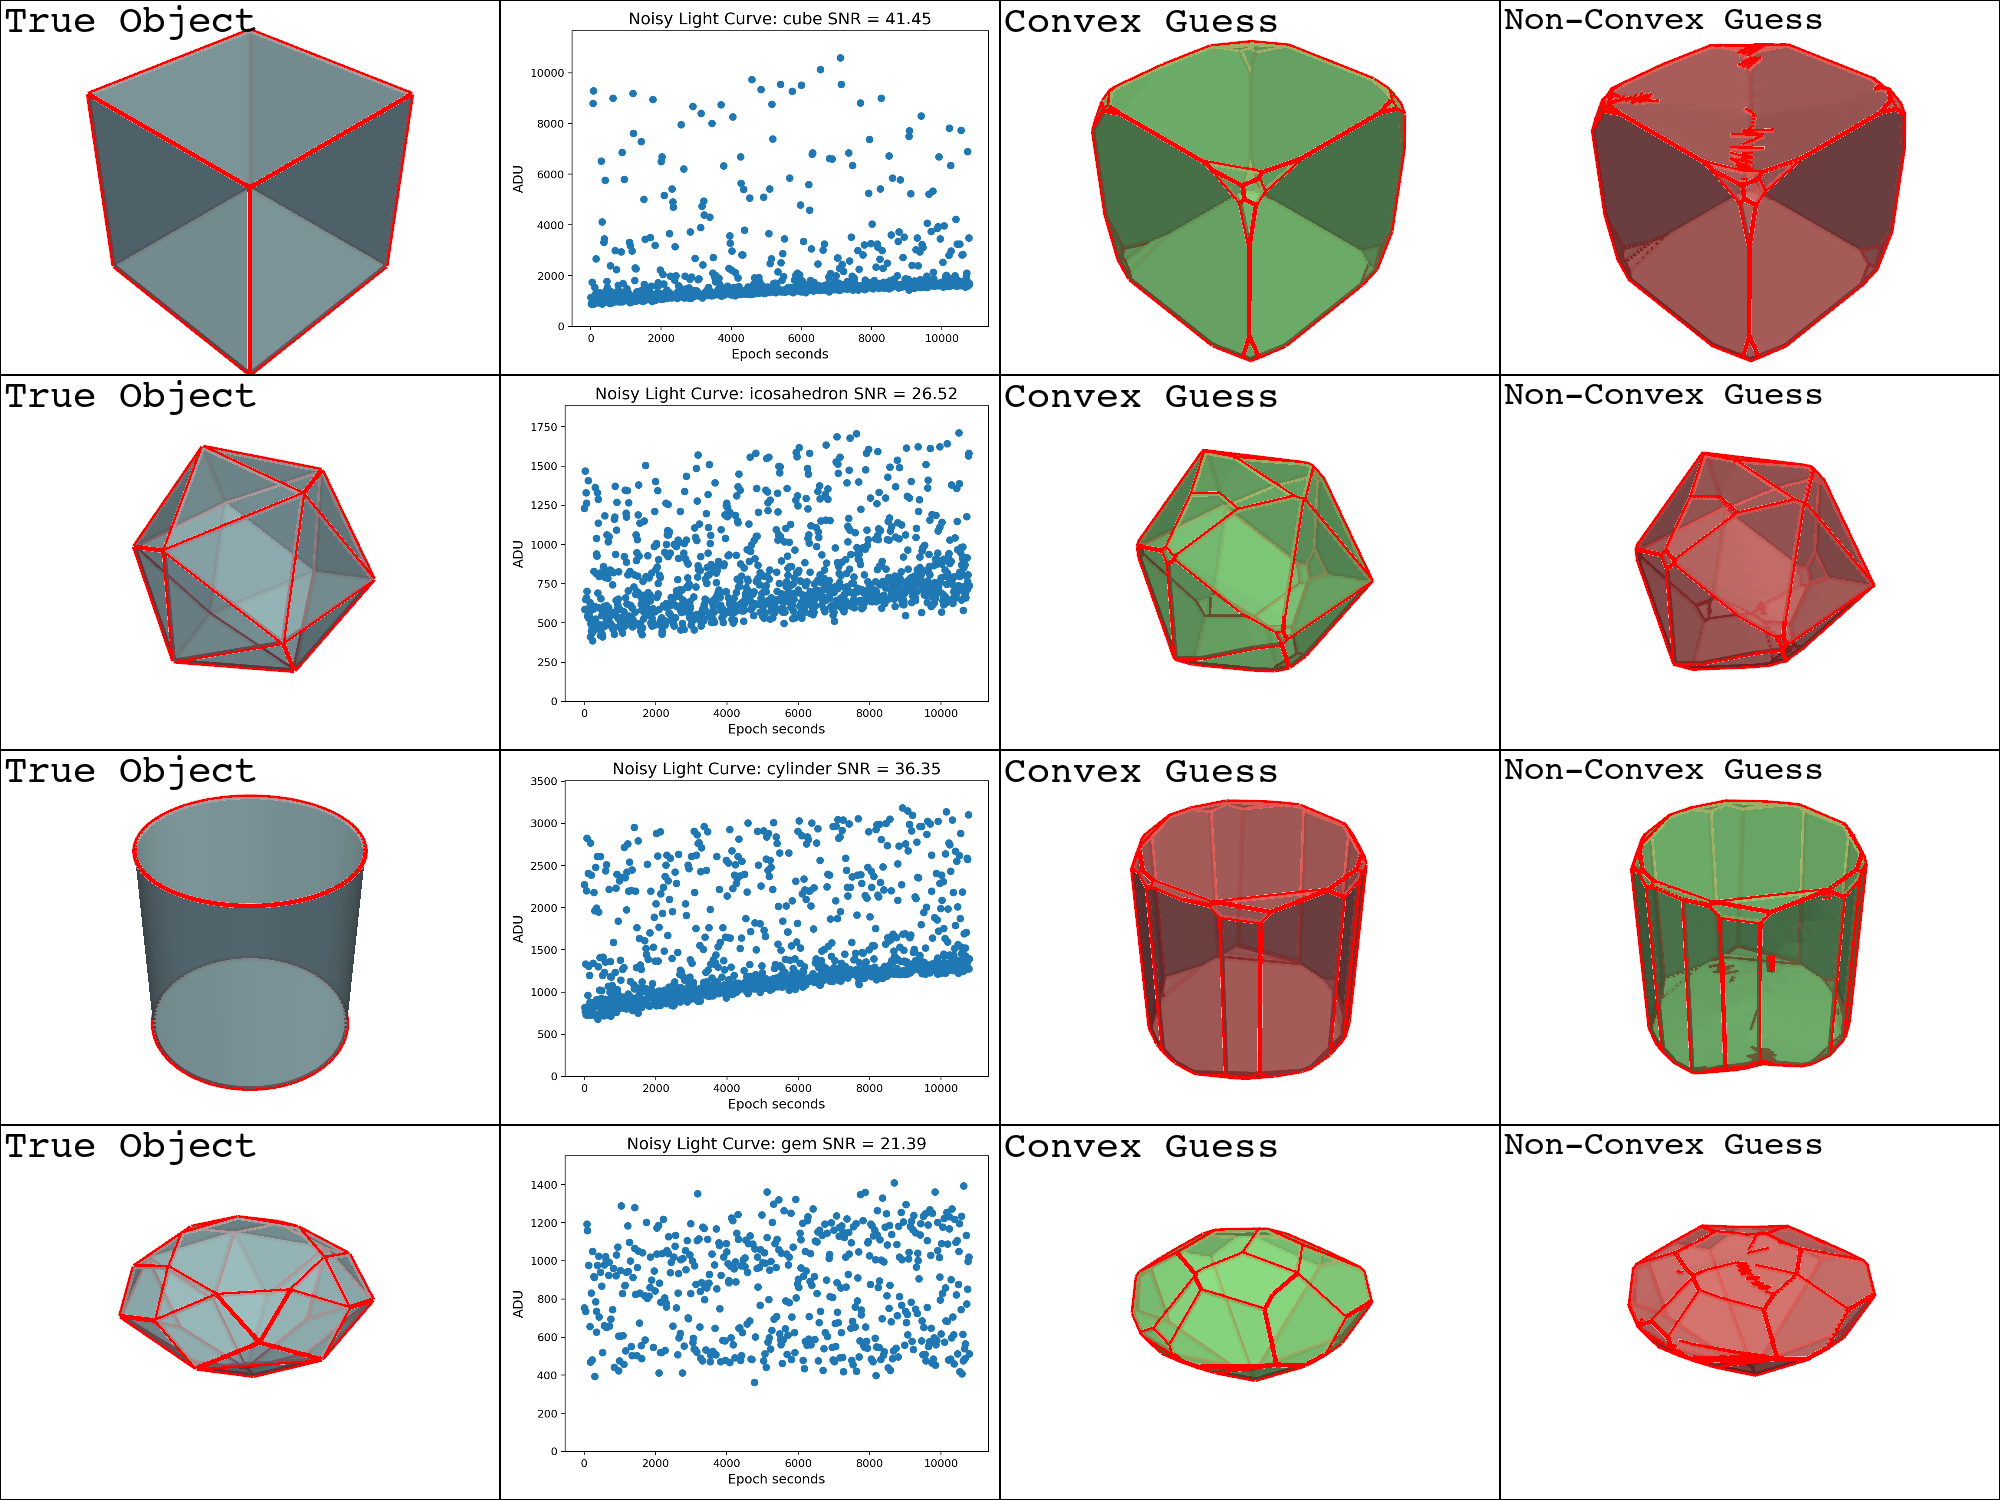 True Object
Noisy Light Curve: cube SNR = 41.45
10000
8000
6000
4000
2000
0
ADU
0 2000 4000 6000 8000 10000
Epoch seconds
Convex Guess
Non-Convex Guess
True Object
Noisy Light Curve: icosahedron SNR = 26.52
1750
1500
1250
1000
750
500
250
0
ADU
0 2000 4000 6000 8000 10000
Epoch seconds
Convex Guess
Non-Convex Guess
True Object
Noisy Light Curve: cylinder SNR = 36.35
3500
3000
2500
2000
1500
1000
500
0
ADU
0 2000 4000 6000 8000 10000
Epoch seconds
Convex Guess
Non-Convex Guess
True Object
Noisy Light Curve: gem SNR = 21.39
1400
1200
1000
800
600
400
200
0
ADU
0 2000 4000 6000 8000 10000
Epoch seconds
Convex Guess
Non-Convex Guess